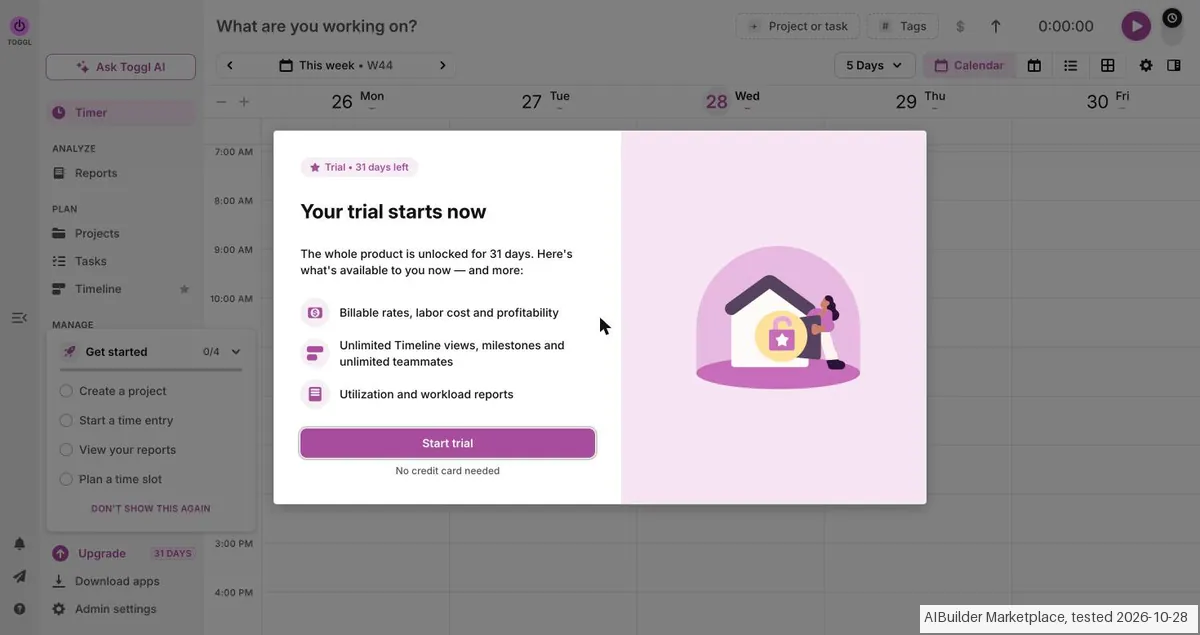 TOGGL
What are you working on?
Project or task
# Tags
$
0:00:00
Ask Toggl AI
This week • W44
5 Days
Calendar
Timer
26 Mon
27 Tue
28 Wed
29 Thu
30 Fri
ANALYZE
Reports
PLAN
Projects
Tasks
Timeline
MANAGE
7:00 AM
8:00 AM
9:00 AM
10:00 AM
3:00 PM
4:00 PM
Get started
0/4
Create a project
Start a time entry
View your reports
Plan a time slot
DON'T SHOW THIS AGAIN
Upgrade
31 DAYS
Download apps
Admin settings
Trial • 31 days left
Your trial starts now
The whole product is unlocked for 31 days. Here's
what's available to you now — and more:
Billable rates, labor cost and profitability
Unlimited Timeline views, milestones and
unlimited teammates
Utilization and workload reports
Start trial
No credit card needed
AIBuilder Marketplace, tested 2026-10-28